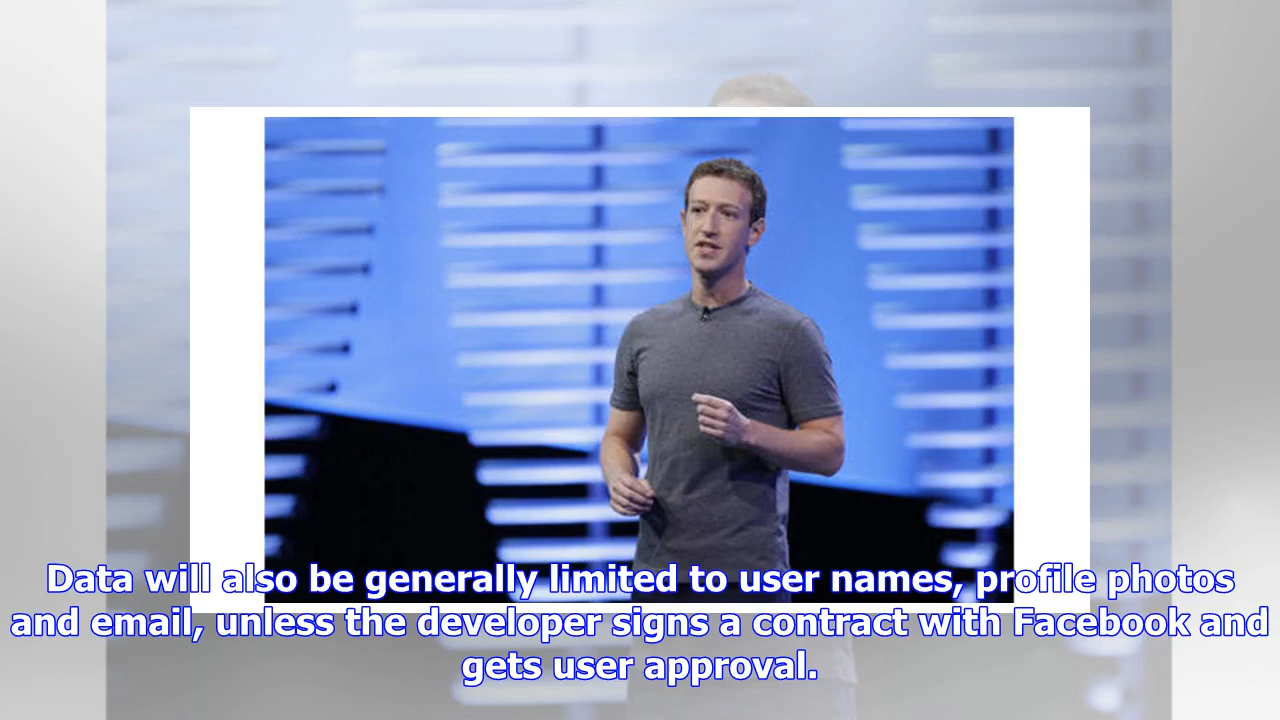 Data will also be generally limited to user names, profile photos
and email, unless the developer signs a contract with Facebook and
gets user approval.